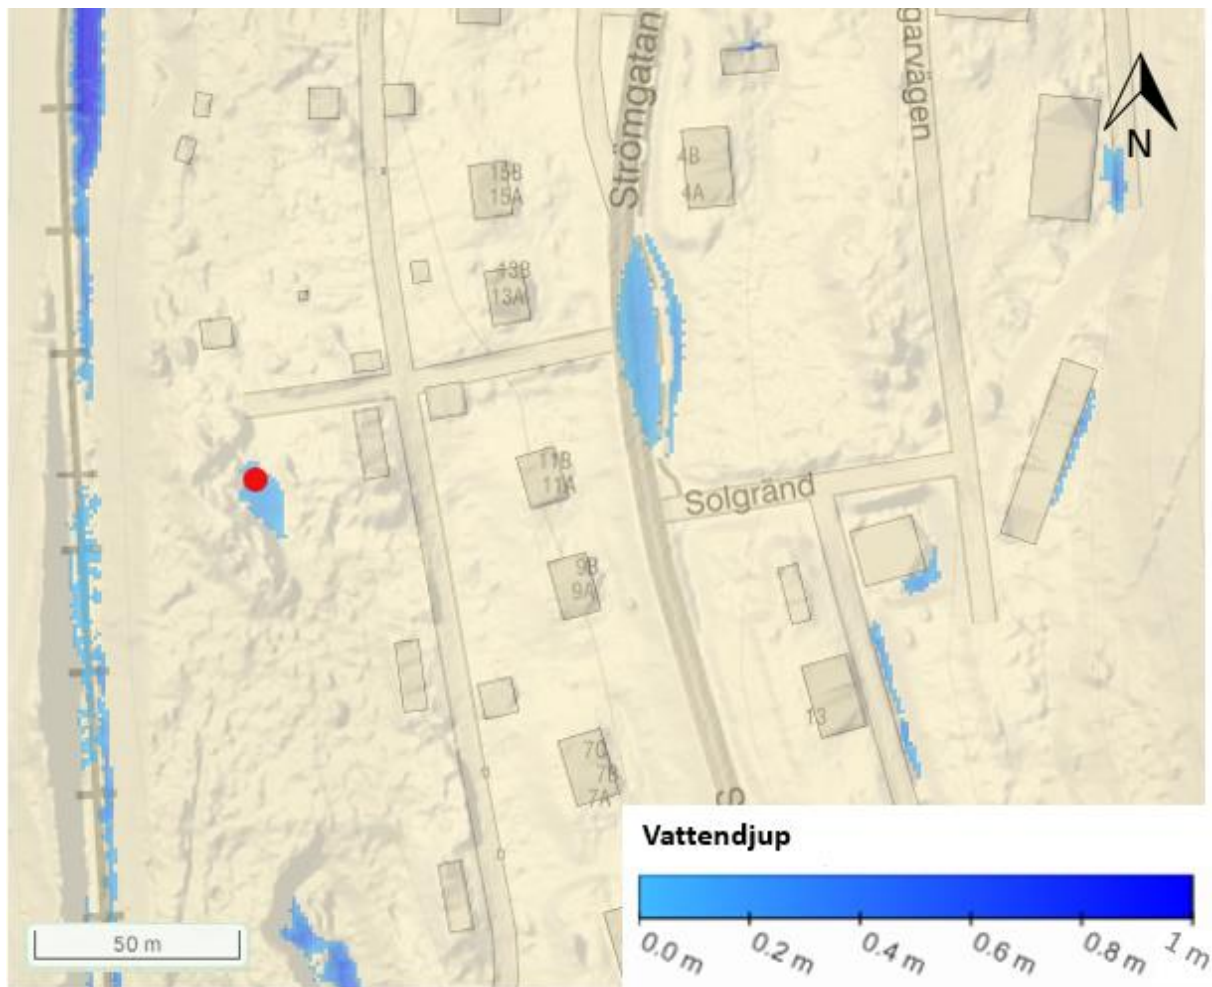 Strömgatan
garvägen
N
4B
4A
15B
15A
13B
13A
11B
11A
Solgränd
9B
9A
13
7C
7B
7A
S
Vattendjup
0.0 m 0.2 m 0.4 m 0.6 m 0.8 m 1 m
50 m